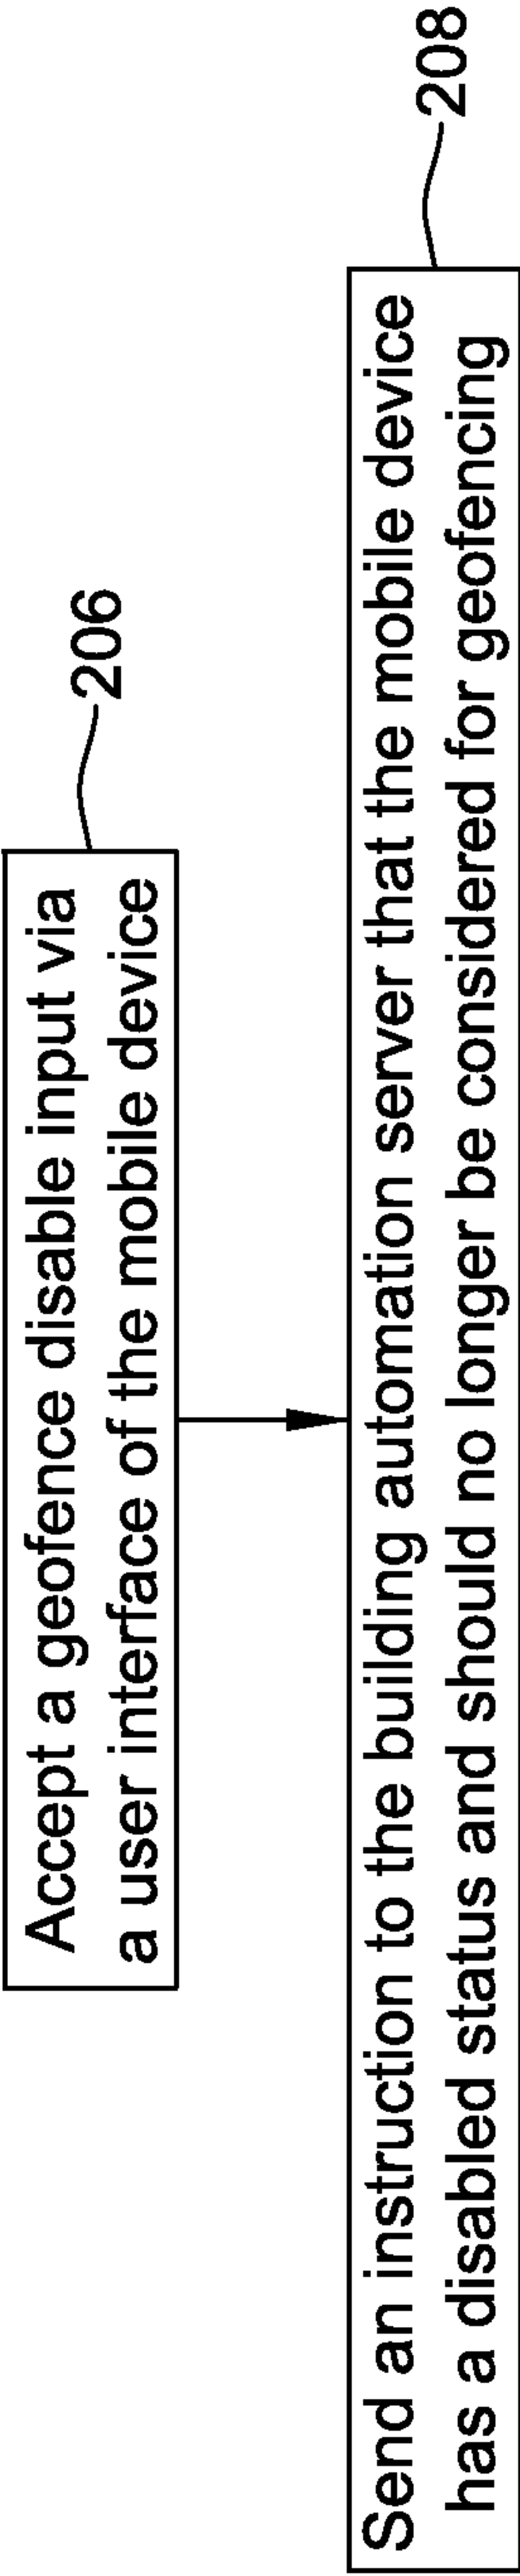 Accept a geofence disable input via
a user interface of the mobile device
206
Send an instruction to the building automation server that the mobile device
has a disabled status and should no longer be considered for geofencing
208